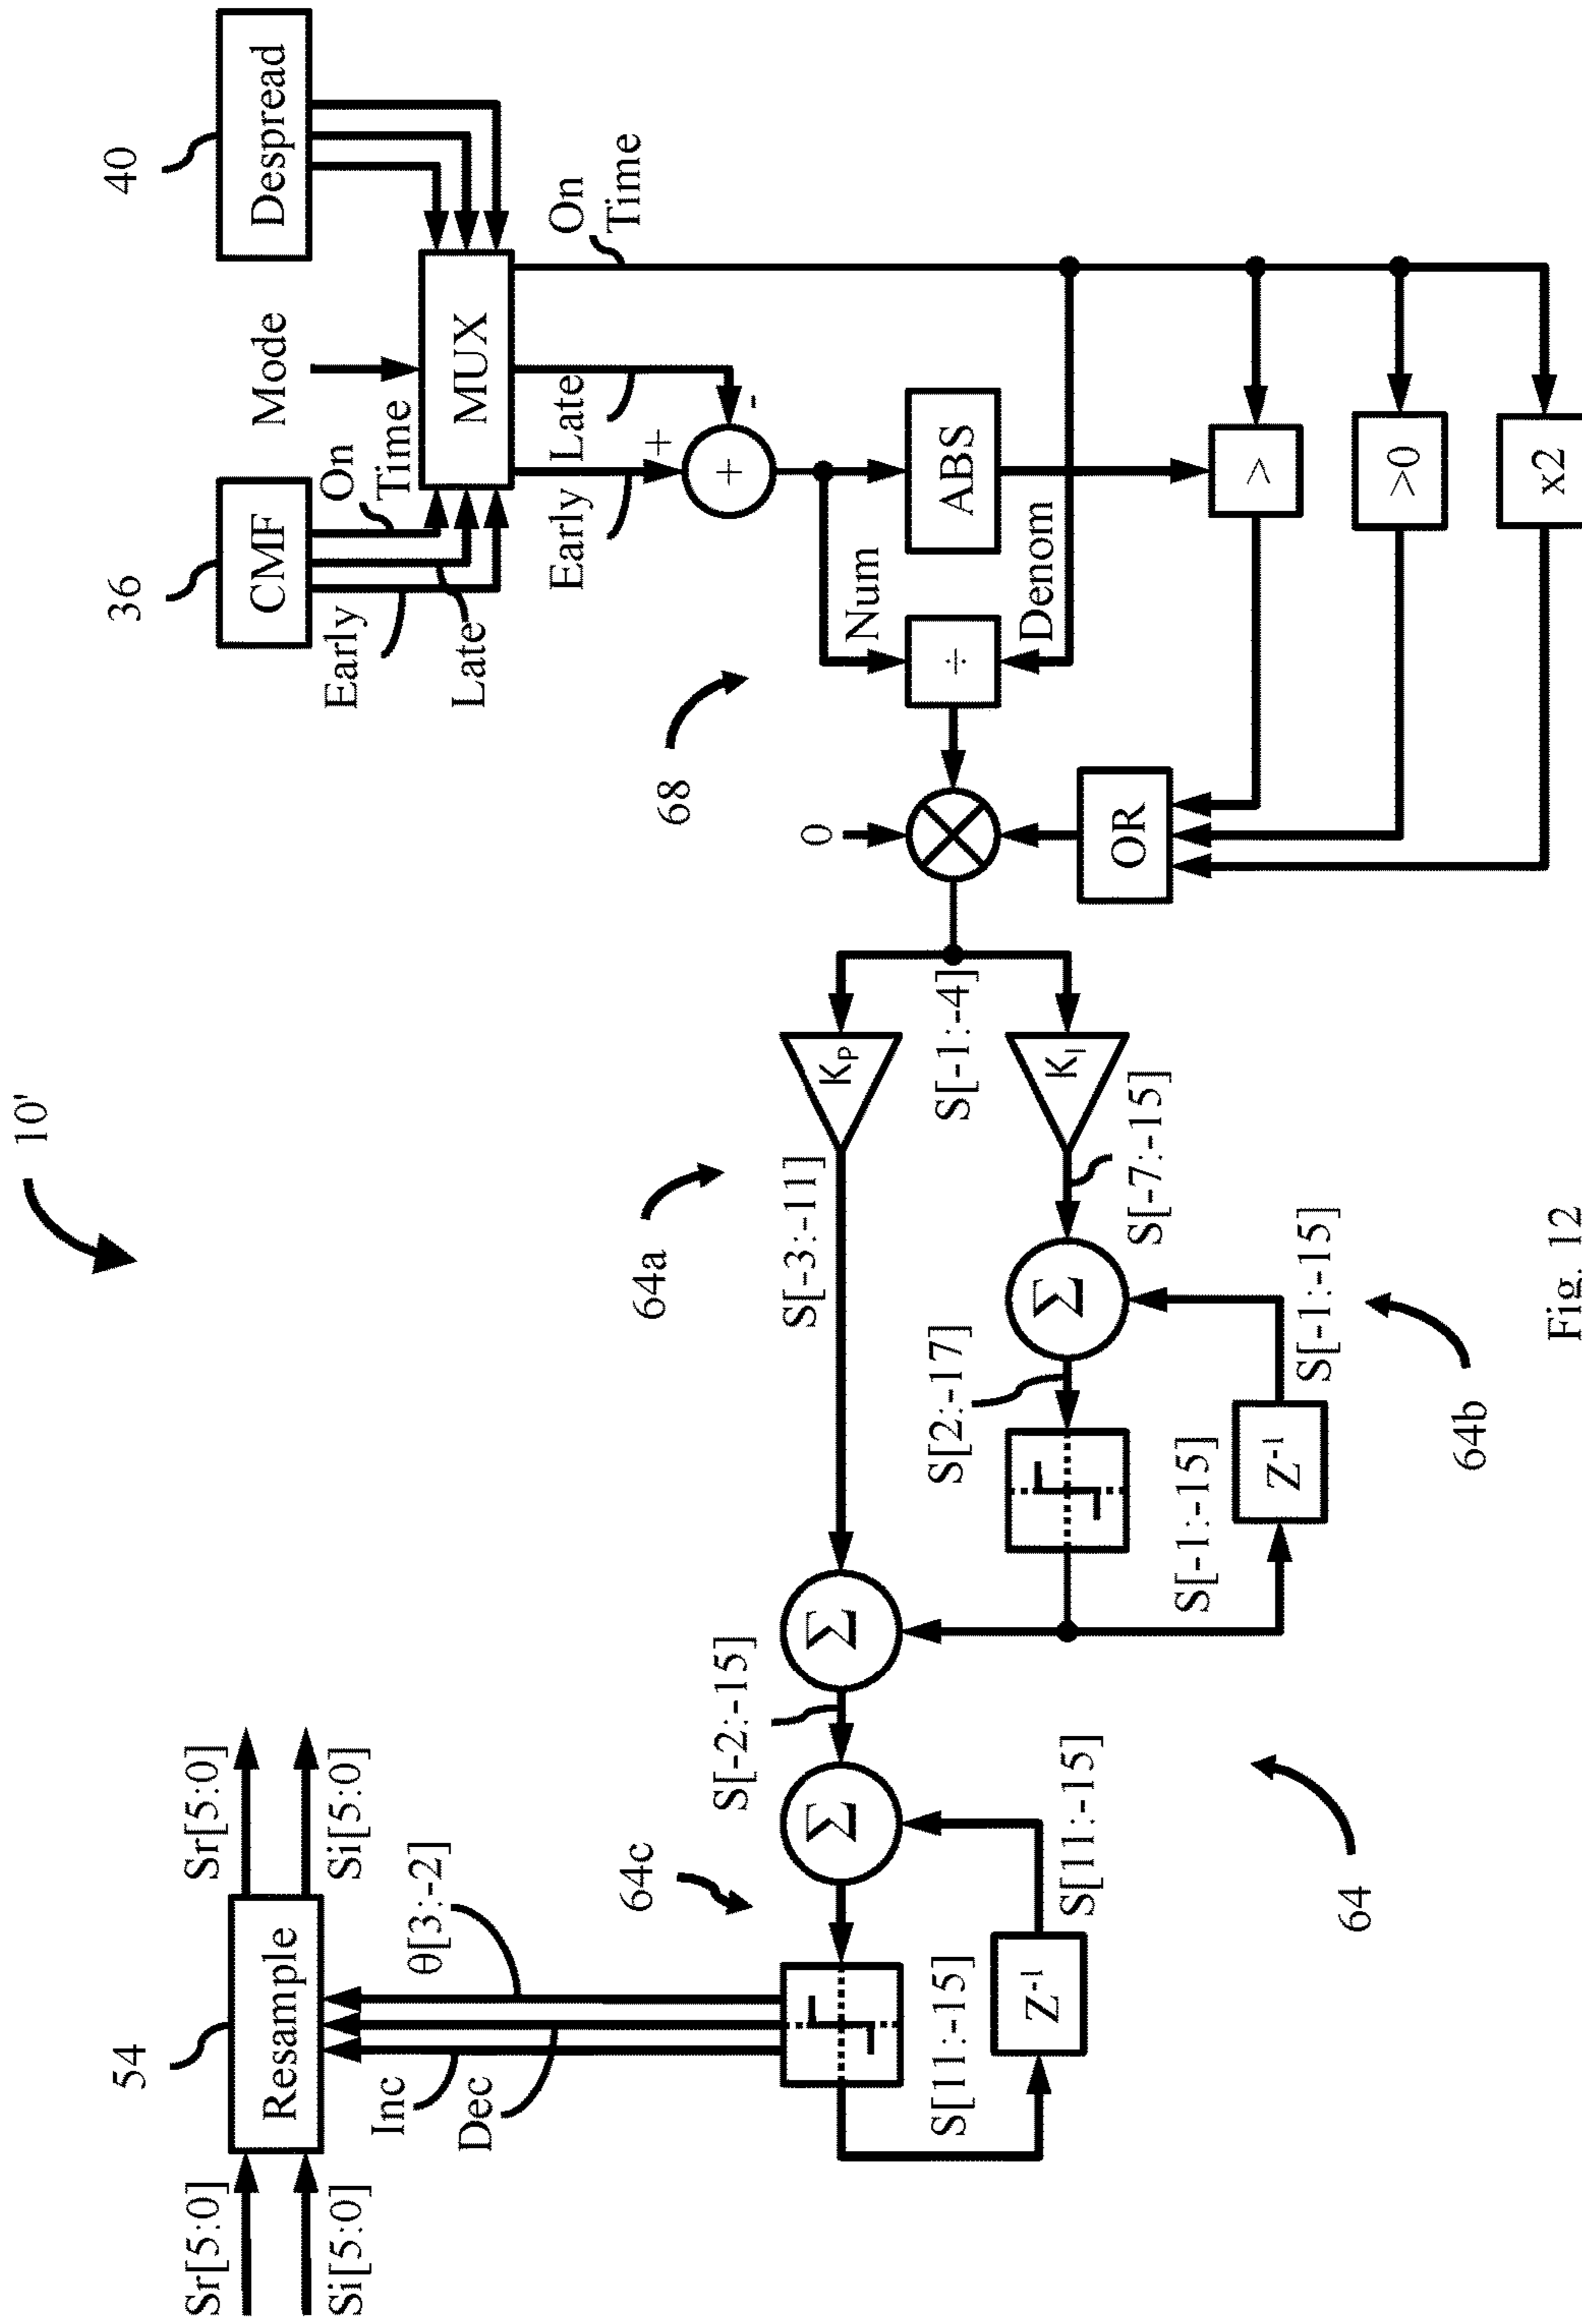 10'
40
Despread
36
CMF
Mode
On
Time
Early
Late
MUX
On
Time
Early
Late
+
-
+
Num
ABS
Denom
÷
68
0
>
>0
x2
OR
S[-1:-4]
KP
KI
S[-3:-11]
64a
S[-7:-15]
Σ
S[2:-17]
S[-1:-15]
Z-1
S[-1:-15]
64b
Σ
S[-2:-15]
Σ
64c
S[11:-15]
Z-1
S[11:-15]
64
Sr[5:0]
Si[5:0]
θ[3:-2]
Resample
54
Inc
Dec
Sr[5:0]
Si[5:0]
Fig. 12